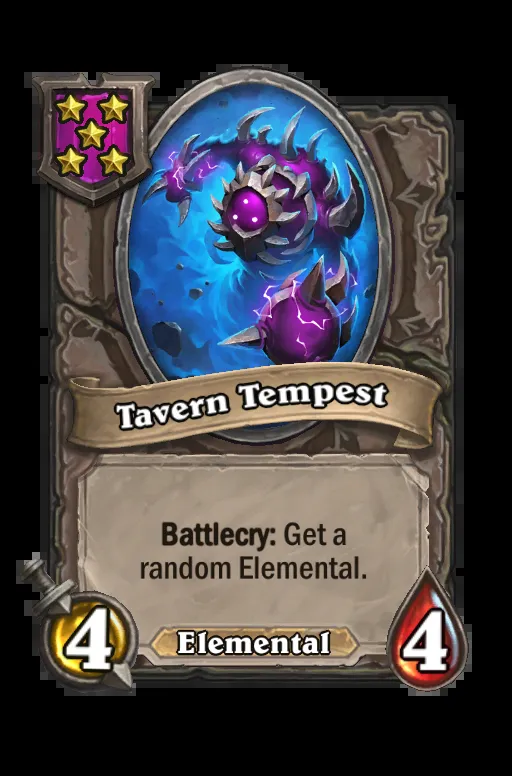 Tavern Tempest
Battlecry: Get a
random Elemental.
4
Elemental
4